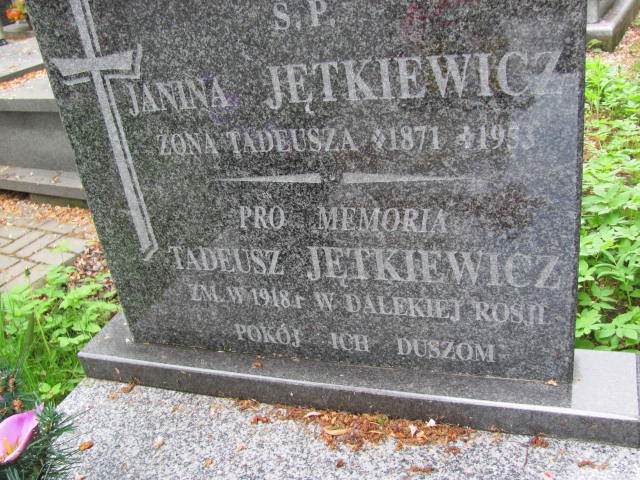 Ś. P.
JANINA JĘTKIEWICZ
ŻONA TADEUSZA *1871 †1953
PRO MEMORIA
TADEUSZ JĘTKIEWICZ
ZM. W 1918.r W DALEKIEJ ROSJI
POKÓJ ICH DUSZOM